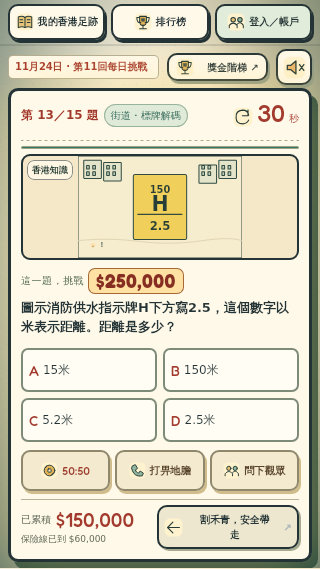 我的香港足跡
排行榜
登入／帳戶
11月24日・第11回每日挑戰
獎金階梯 ↗
第 13／15 題
街道・標牌解碼
30 秒
香港知識
150
H
2.5
這一題，挑戰 $250,000
圖示消防供水指示牌H下方寫2.5，這個數字以
米表示距離。距離是多少？
A 15米
B 150米
C 5.2米
D 2.5米
50:50
打畀地膽
問下觀眾
已累積 $150,000
保險線已到 $60,000
割禾青，安全帶
走 ↗